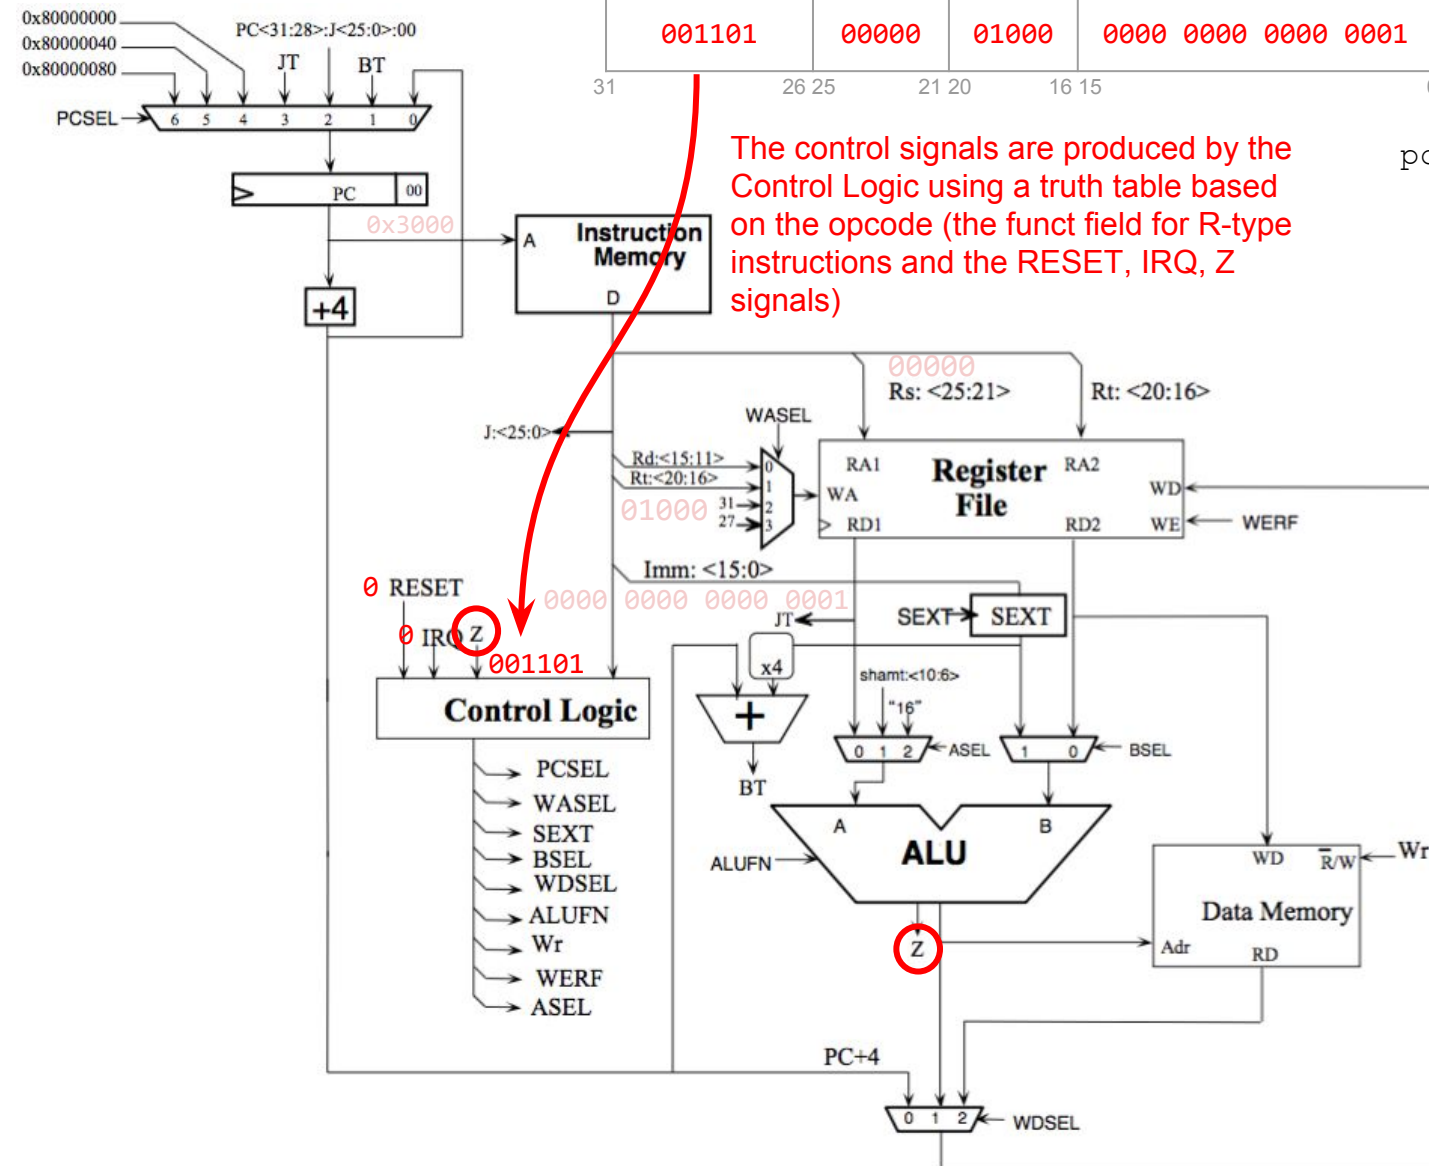 0x80000000
0x80000040
0x80000080
PC<31:28>:J<25:0>:00
JT
BT
PCSEL
6 5 4 3 2 1 0
PC
00
0x3000
+4
001101 00000 01000 0000 0000 0000 0001
31 26 25 21 20 16 15
The control signals are produced by the
Control Logic using a truth table based
on the opcode (the funct field for R-type
instructions and the RESET, IRQ, Z
signals)
A
Instruction
Memory
D
00000
Rs: <25:21>
Rt: <20:16>
J:<25:0>
WASEL
Rd:<15:11>
Rt:<20:16>
31
27
0
1
2
3
01000
RA1
Register
File
RA2
WA
WD
RD1
RD2
WE
WERF
Imm: <15:0>
0000 0000 0000 0001
JT
SEXT
SEXT
0 RESET
0 IRQ
Z
001101
Control Logic
PCSEL
WASEL
SEXT
BSEL
WDSEL
ALUFN
Wr
WERF
ASEL
x4
+
BT
shamt:<10:6>
"16"
0 1 2
ASEL
1 0
BSEL
A
B
ALU
ALUFN
Z
WD
R/W
Wr
Data Memory
Adr
RD
PC+4
0 1 2
WDSEL